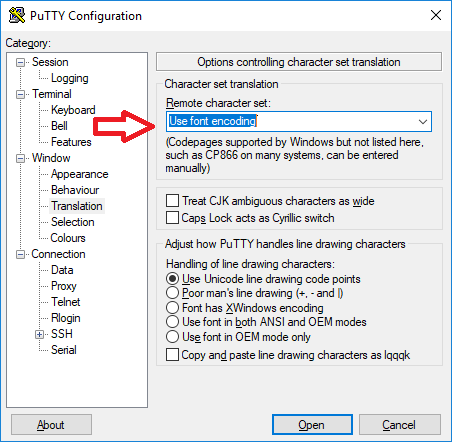 PuTTY Configuration
Category:
Session
Logging
Terminal
Keyboard
Bell
Features
Window
Appearance
Behaviour
Translation
Selection
Colours
Connection
Data
Proxy
Telnet
Rlogin
SSH
Serial
Options controlling character set translation
Character set translation
Remote character set:
Use font encoding
(Codepages supported by Windows but not listed here,
such as CP866 on many systems, can be entered
manually)
Treat CJK ambiguous characters as wide
Caps Lock acts as Cyrillic switch
Adjust how PuTTY handles line drawing characters
Handling of line drawing characters:
Use Unicode line drawing code points
Poor man's line drawing (+, - and |)
Font has XWindows encoding
Use font in both ANSI and OEM modes
Use font in OEM mode only
Copy and paste line drawing characters as lqqqk
About
Open
Cancel